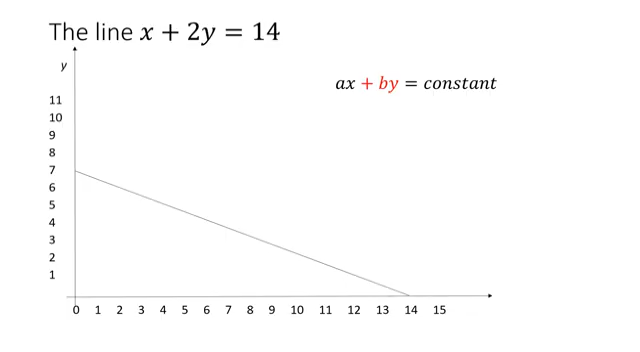 The line x + 2y = 14
y
ax + by = constant
11
10
9
8
7
6
5
4
3
2
1
0 1 2 3 4 5 6 7 8 9 10 11 12 13 14 15